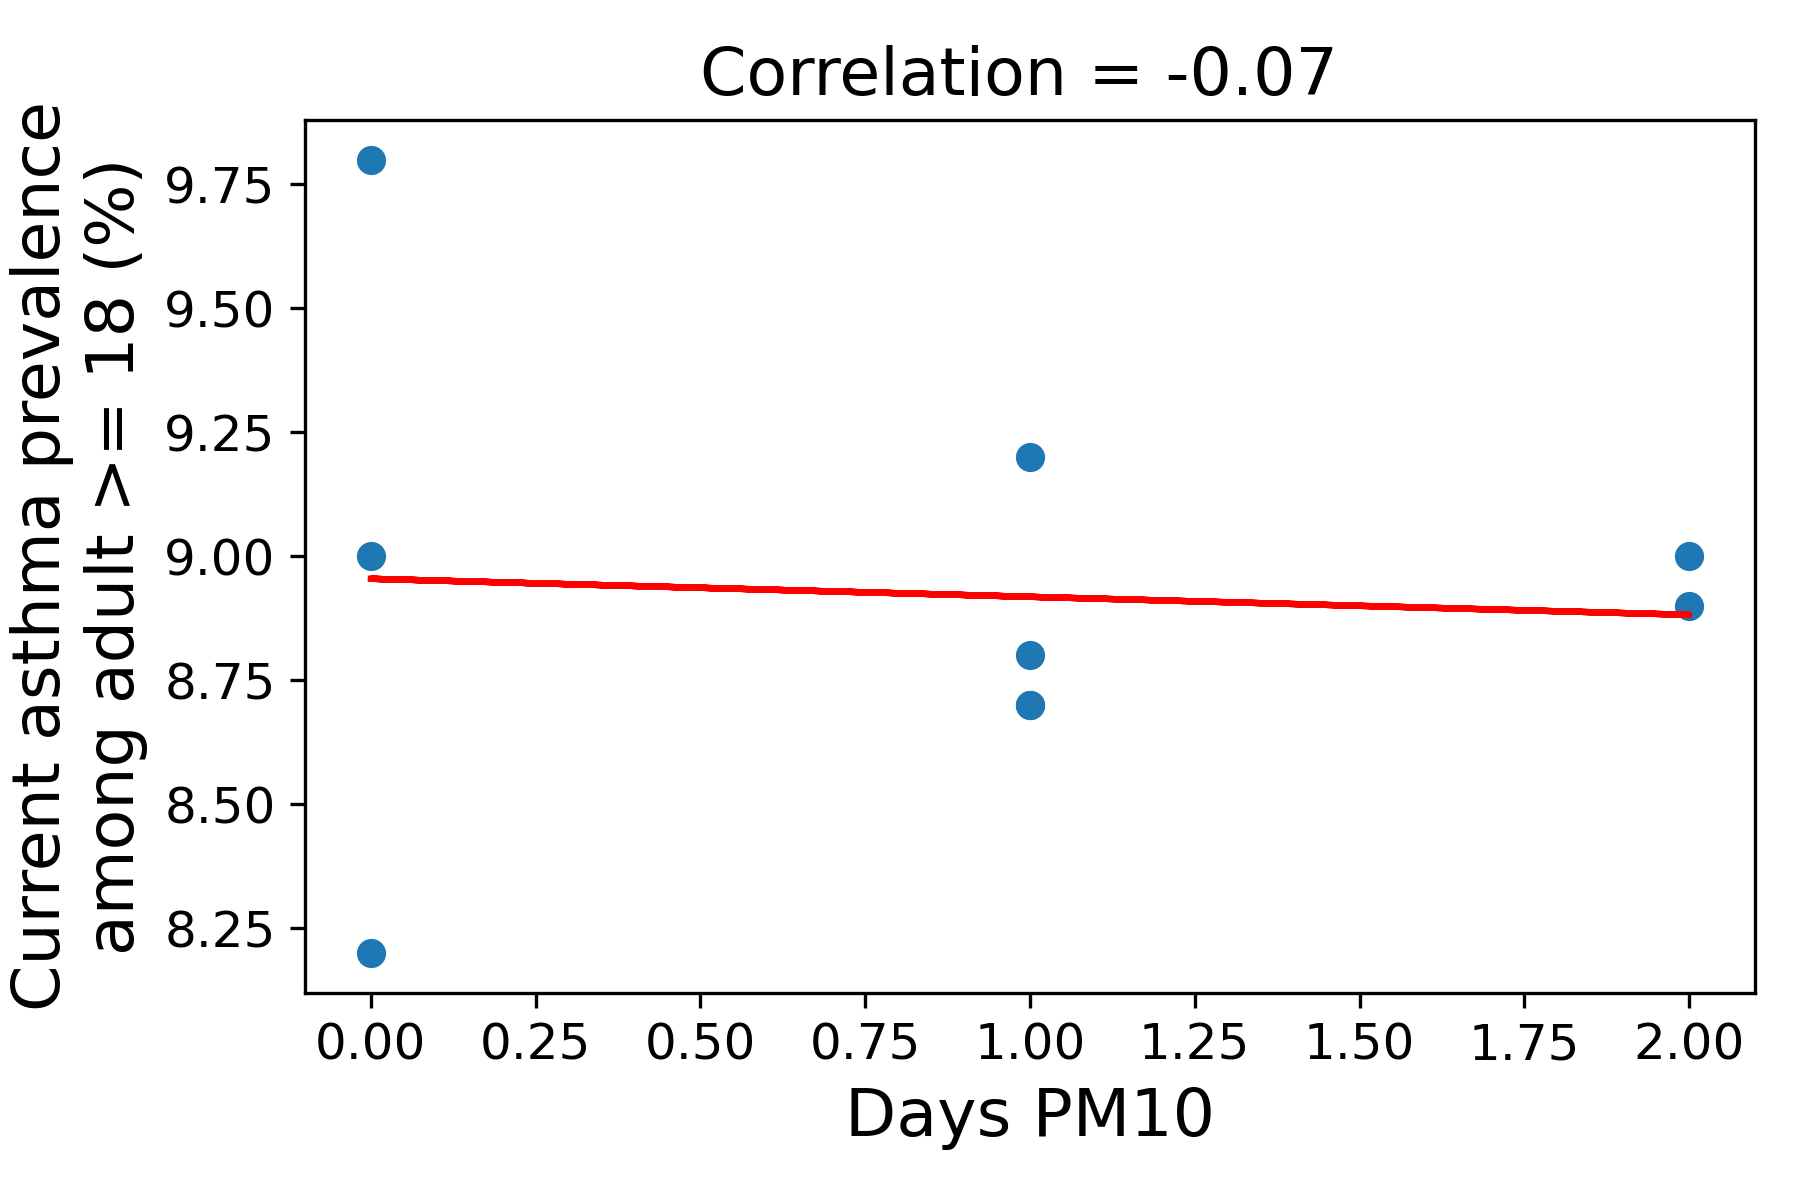 Correlation = -0.07
Current asthma prevalence
among adult >= 18 (%)
9.75
9.50
9.25
9.00
8.75
8.50
8.25
0.00 0.25 0.50 0.75 1.00 1.25 1.50 1.75 2.00
Days PM10